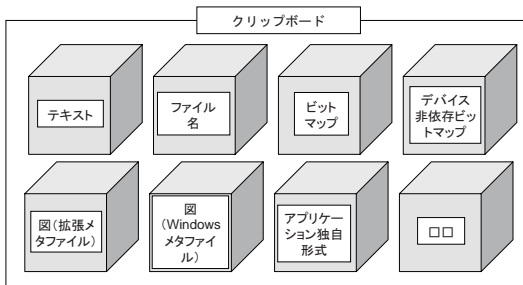 クリップボード
テキスト
ファイル
名
ビット
マップ
デバイス
非依存ビッ
トマップ
図(拡張メ
タファイル)
図
(Windows
メタファイ
ル)
アプリケー
ション独自
形式
□□